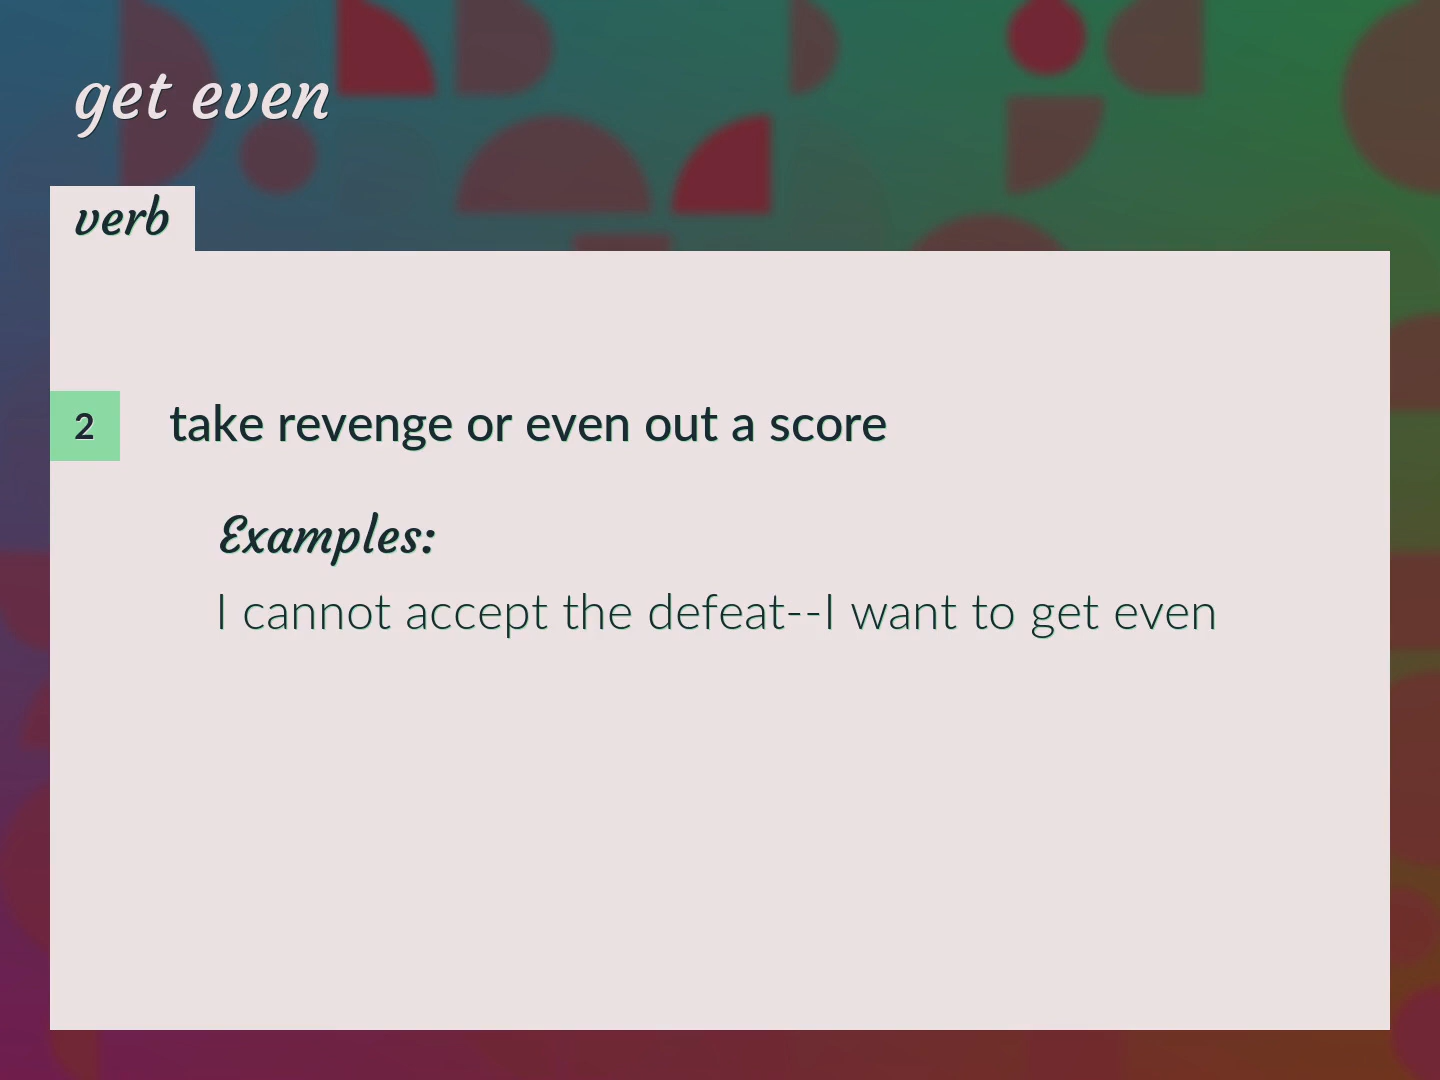 get even
verb
2 take revenge or even out a score
Examples:
I cannot accept the defeat--I want to get even